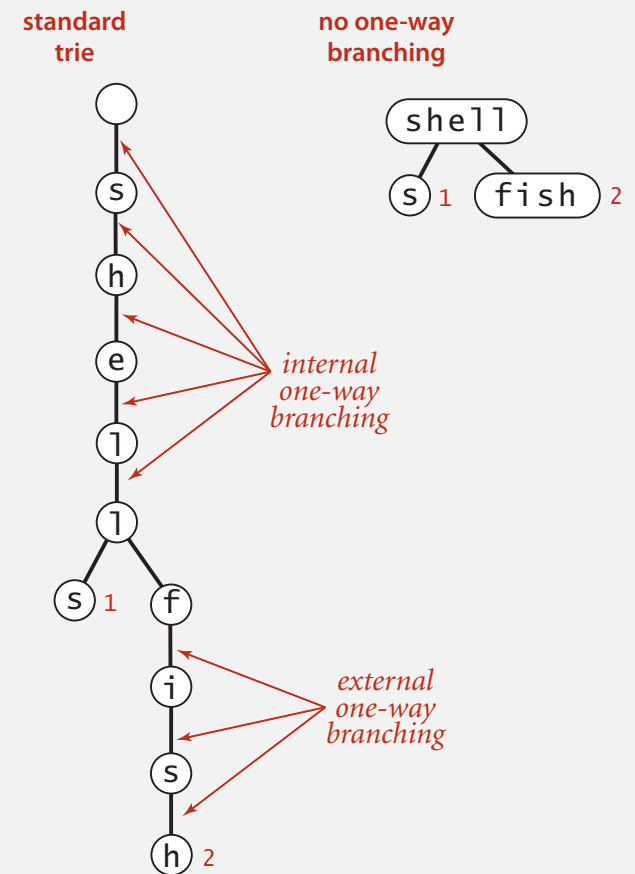 standard
trie
no one-way
branching
s
h
e
l
l
s 1
f
i
s
h 2
internal
one-way
branching
external
one-way
branching
shell
s 1
fish 2